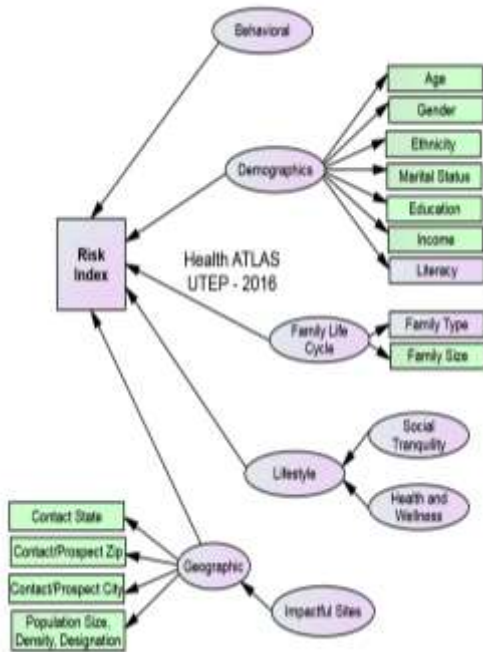 Behavioral
Age
Gender
Ethnicity
Demographics
Merital Status
Education
Income
Literacy
Risk
Index
Health ATLAS
UTEP - 2016
Family Life
Cycle
Family Type
Family Size
Social
Tranquility
Lifestyle
Health and
Wellness
Contact State
Contact/Prospect Zip
Geographic
Contact/Prospect City
Impactful Sites
Population Size,
Density, Designation